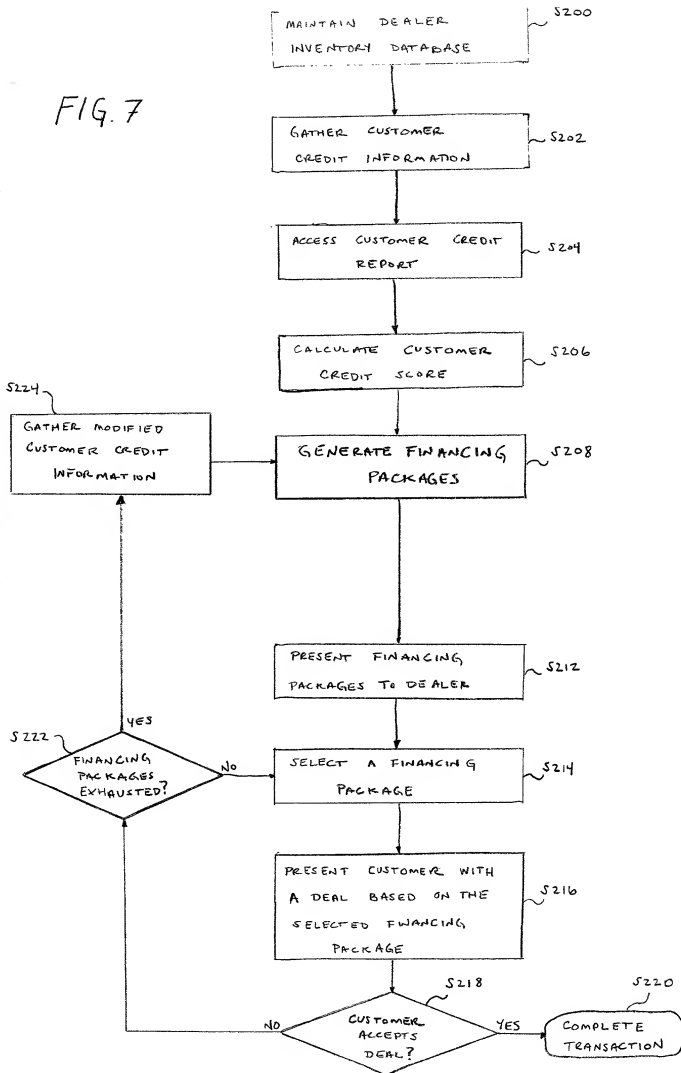 FIG. 7
MAINTAIN DEALER
INVENTORY DATABASE
S200
GATHER CUSTOMER
CREDIT INFORMATION
S202
ACCESS CUSTOMER CREDIT
REPORT
S204
CALCULATE CUSTOMER
CREDIT SCORE
S206
S224
GATHER MODIFIED
CUSTOMER CREDIT
INFORMATION
GENERATE FINANCING
PACKAGES
S208
PRESENT FINANCING
PACKAGES TO DEALER
S212
YES
S222
FINANCING
PACKAGES
EXHAUSTED?
NO
SELECT A FINANCING
PACKAGE
S214
PRESENT CUSTOMER WITH
A DEAL BASED ON THE
SELECTED FINANCING
PACKAGE
S216
S218
NO
CUSTOMER
ACCEPTS
DEAL?
YES
S220
COMPLETE
TRANSACTION